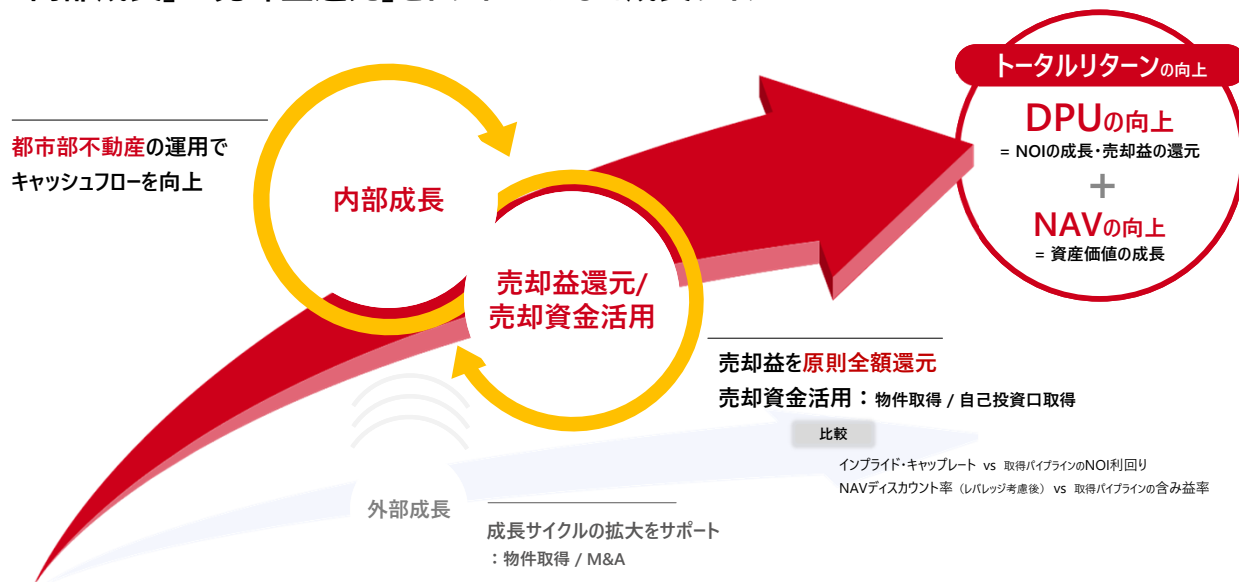 都市部不動産の運用で
キャッシュフローを向上
内部成長
売却益還元/
売却資金活用
トータルリターンの向上
DPUの向上
= NOIの成長・売却益の還元
+
NAVの向上
= 資産価値の成長
売却益を原則全額還元
売却資金活用：物件取得 / 自己投資口取得
比較
インプライド・キャップレート vs 取得パイプラインのNOI利回り
NAVディスカウント率（レバレッジ考慮後） vs 取得パイプラインの含み益率
外部成長
成長サイクルの拡大をサポート
：物件取得 / M&A